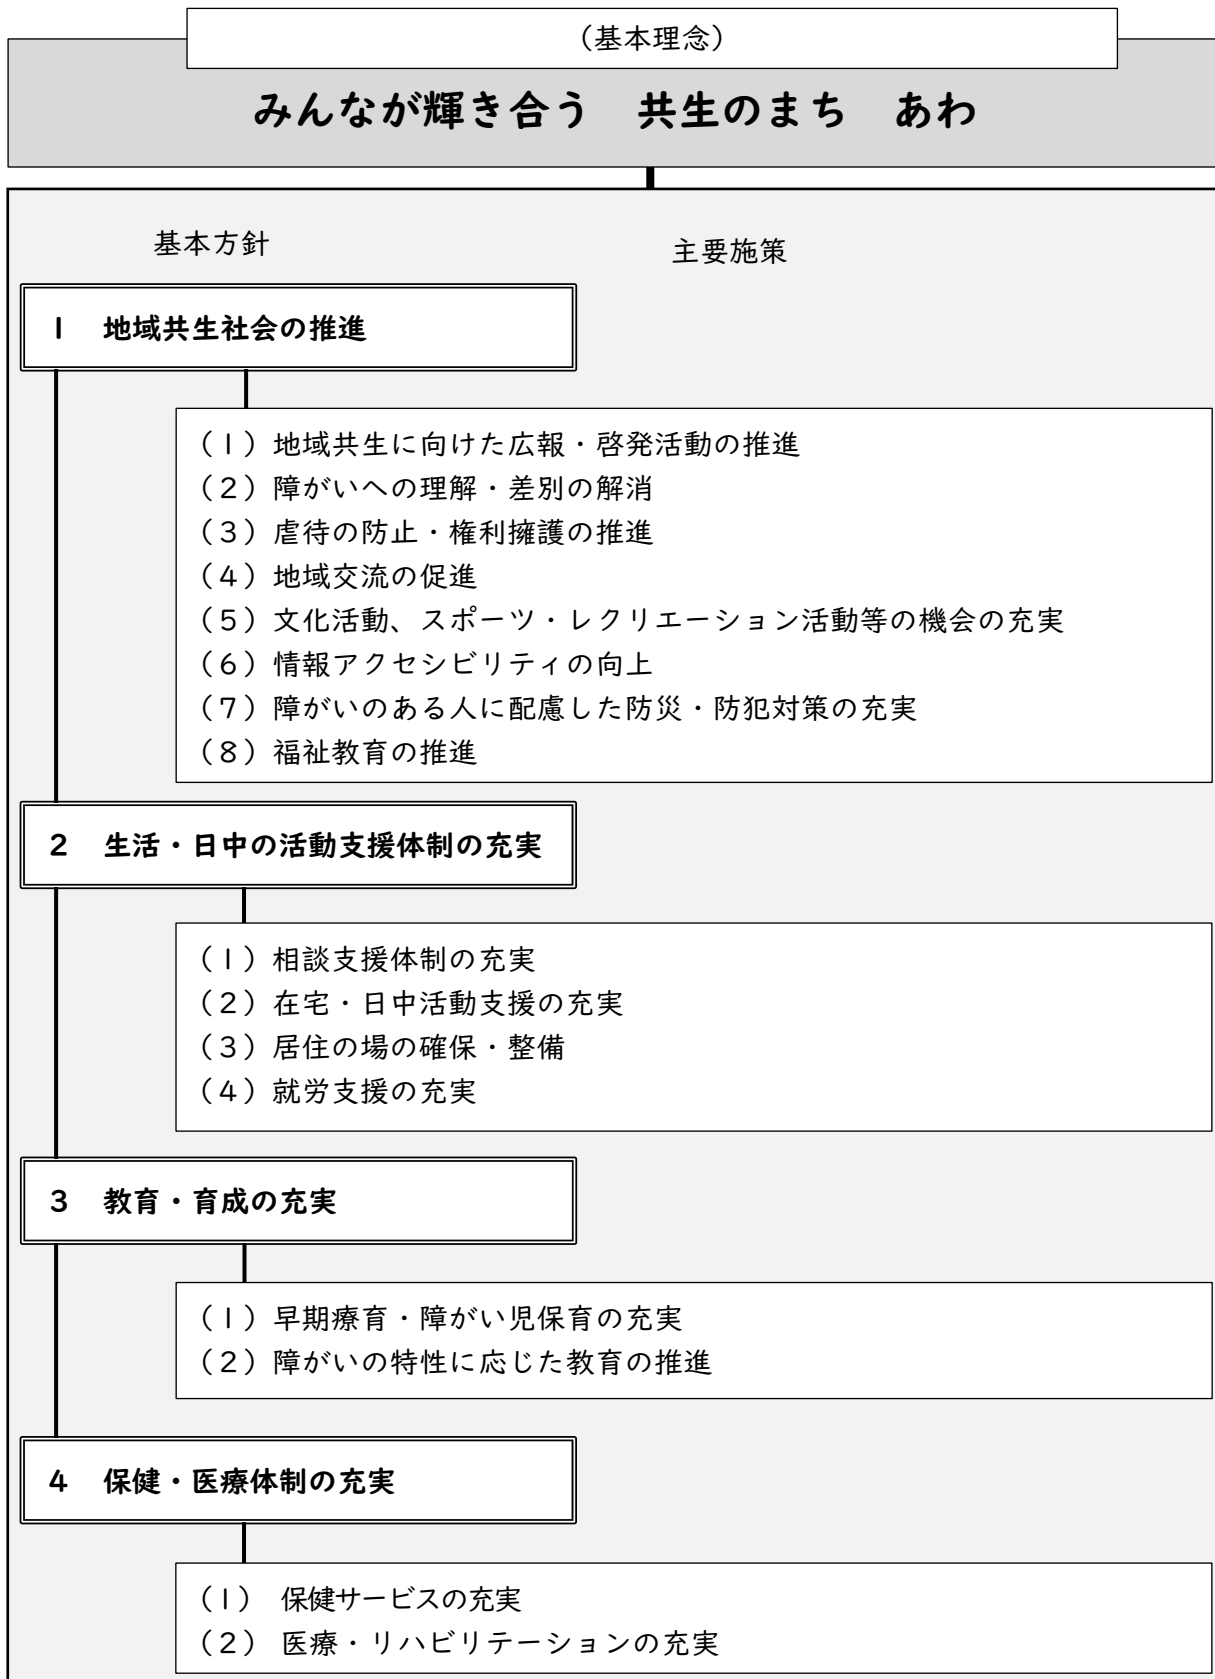 （基本理念）
みんなが輝き合う　共生のまち　あわ
基本方針
主要施策
１　地域共生社会の推進
（１）地域共生に向けた広報・啓発活動の推進
（２）障がいへの理解・差別の解消
（３）虐待の防止・権利擁護の推進
（４）地域交流の促進
（５）文化活動、スポーツ・レクリエーション活動等の機会の充実
（６）情報アクセシビリティの向上
（７）障がいのある人に配慮した防災・防犯対策の充実
（８）福祉教育の推進
２　生活・日中の活動支援体制の充実
（１）相談支援体制の充実
（２）在宅・日中活動支援の充実
（３）居住の場の確保・整備
（４）就労支援の充実
３　教育・育成の充実
（１）早期療育・障がい児保育の充実
（２）障がいの特性に応じた教育の推進
４　保健・医療体制の充実
（１）　保健サービスの充実
（２）　医療・リハビリテーションの充実